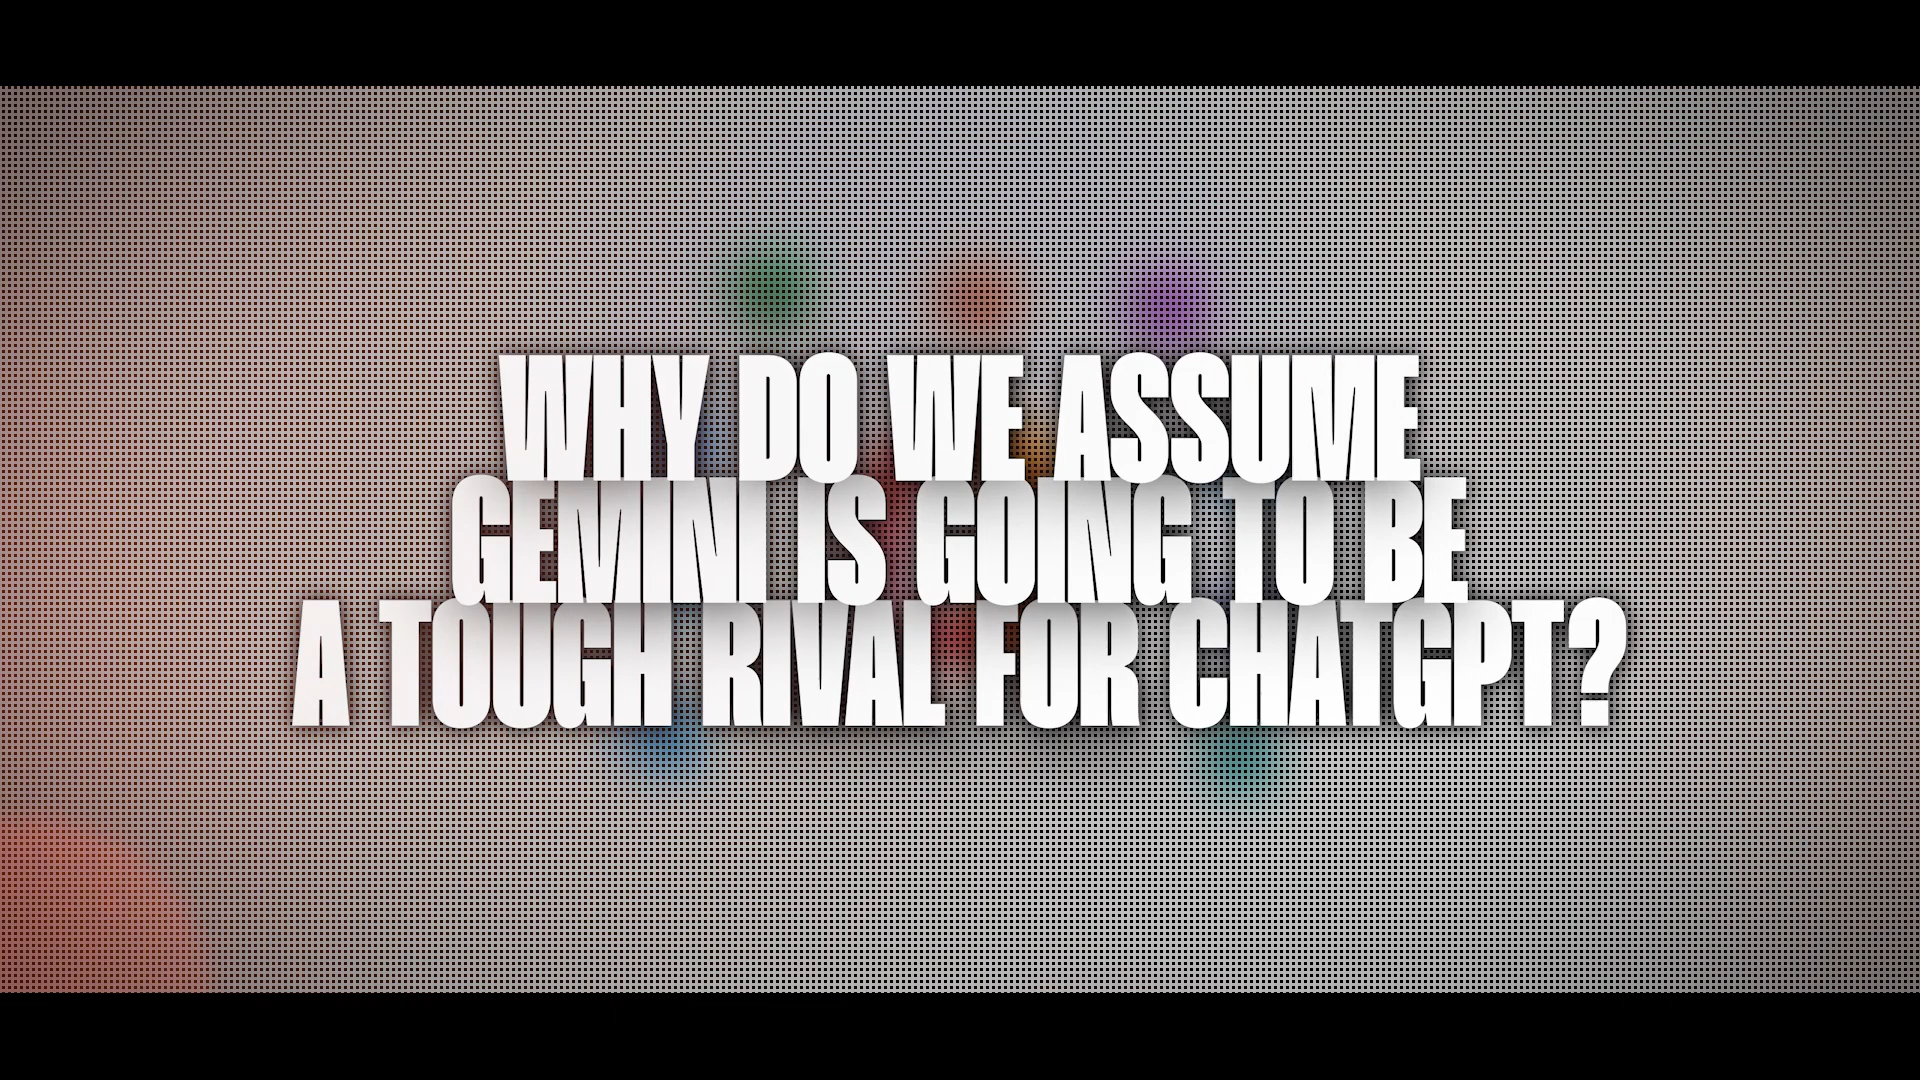 WHY DO WE ASSUME
GEMINI IS GOING TO BE
A TOUGH RIVAL FOR CHATGPT?